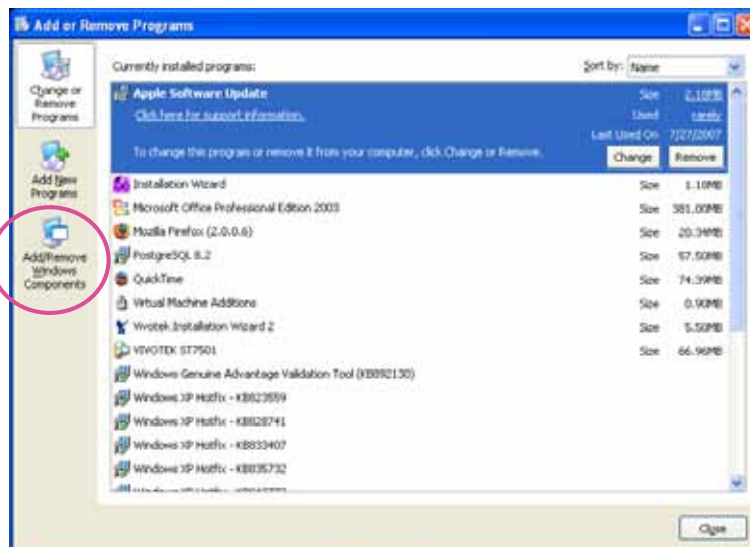 Add or Remove Programs
Change or
Remove
Programs
Add New
Programs
Add/Remove
Windows
Components
Currently installed programs:
Sort by: Name
Apple Software Update
Size 2.18MB
Click here for support information.
Used rarely
Last Used On 7/27/2007
To change this program or remove it from your computer, click Change or Remove.
Change Remove
Installation Wizard Size 1.18MB
Microsoft Office Professional Edition 2003 Size 381.00MB
Mozilla Firefox (2.0.0.6) Size 20.34MB
PostgreSQL 8.2 Size 57.50MB
QuickTime Size 74.39MB
Virtual Machine Additions Size 0.90MB
Vivotek Installation Wizard 2 Size 5.50MB
VIVOTEK ST7501 Size 66.96MB
Windows Genuine Advantage Validation Tool (KB892130)
Windows XP Hotfix - KB823559
Windows XP Hotfix - KB828741
Windows XP Hotfix - KB833407
Windows XP Hotfix - KB835732
Close